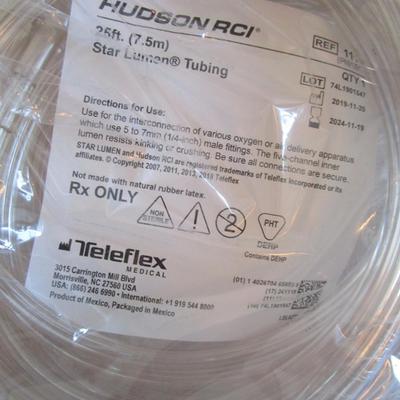 HUDSON RCI®
25ft. (7.5m)
Star Lumen® Tubing
REF 11
QTY 1
LOT 74L1901647
2019-11-20
2024-11-19
Directions for Use:
Use for the interconnection of various oxygen or air delivery apparatus
which use 5 to 7mm (1/4-inch) male fittings. The five-channel inner
lumen resists kinking or crushing. Be sure all connections are secure.
STAR LUMEN and Hudson RCI are registered trademarks of Teleflex Incorporated or its
affiliates. © Copyright 2007, 2011, 2013, 2018 Teleflex
Not made with natural rubber latex.
Rx ONLY
NON STERILE
2
PHT
DEHP
Contains DEHP
Teleflex
MEDICAL
3015 Carrington Mill Blvd
Morrisville, NC 27560 USA
USA: (866) 246 6990 • International: +1 919 544 8000
Product of Mexico, Packaged in Mexico